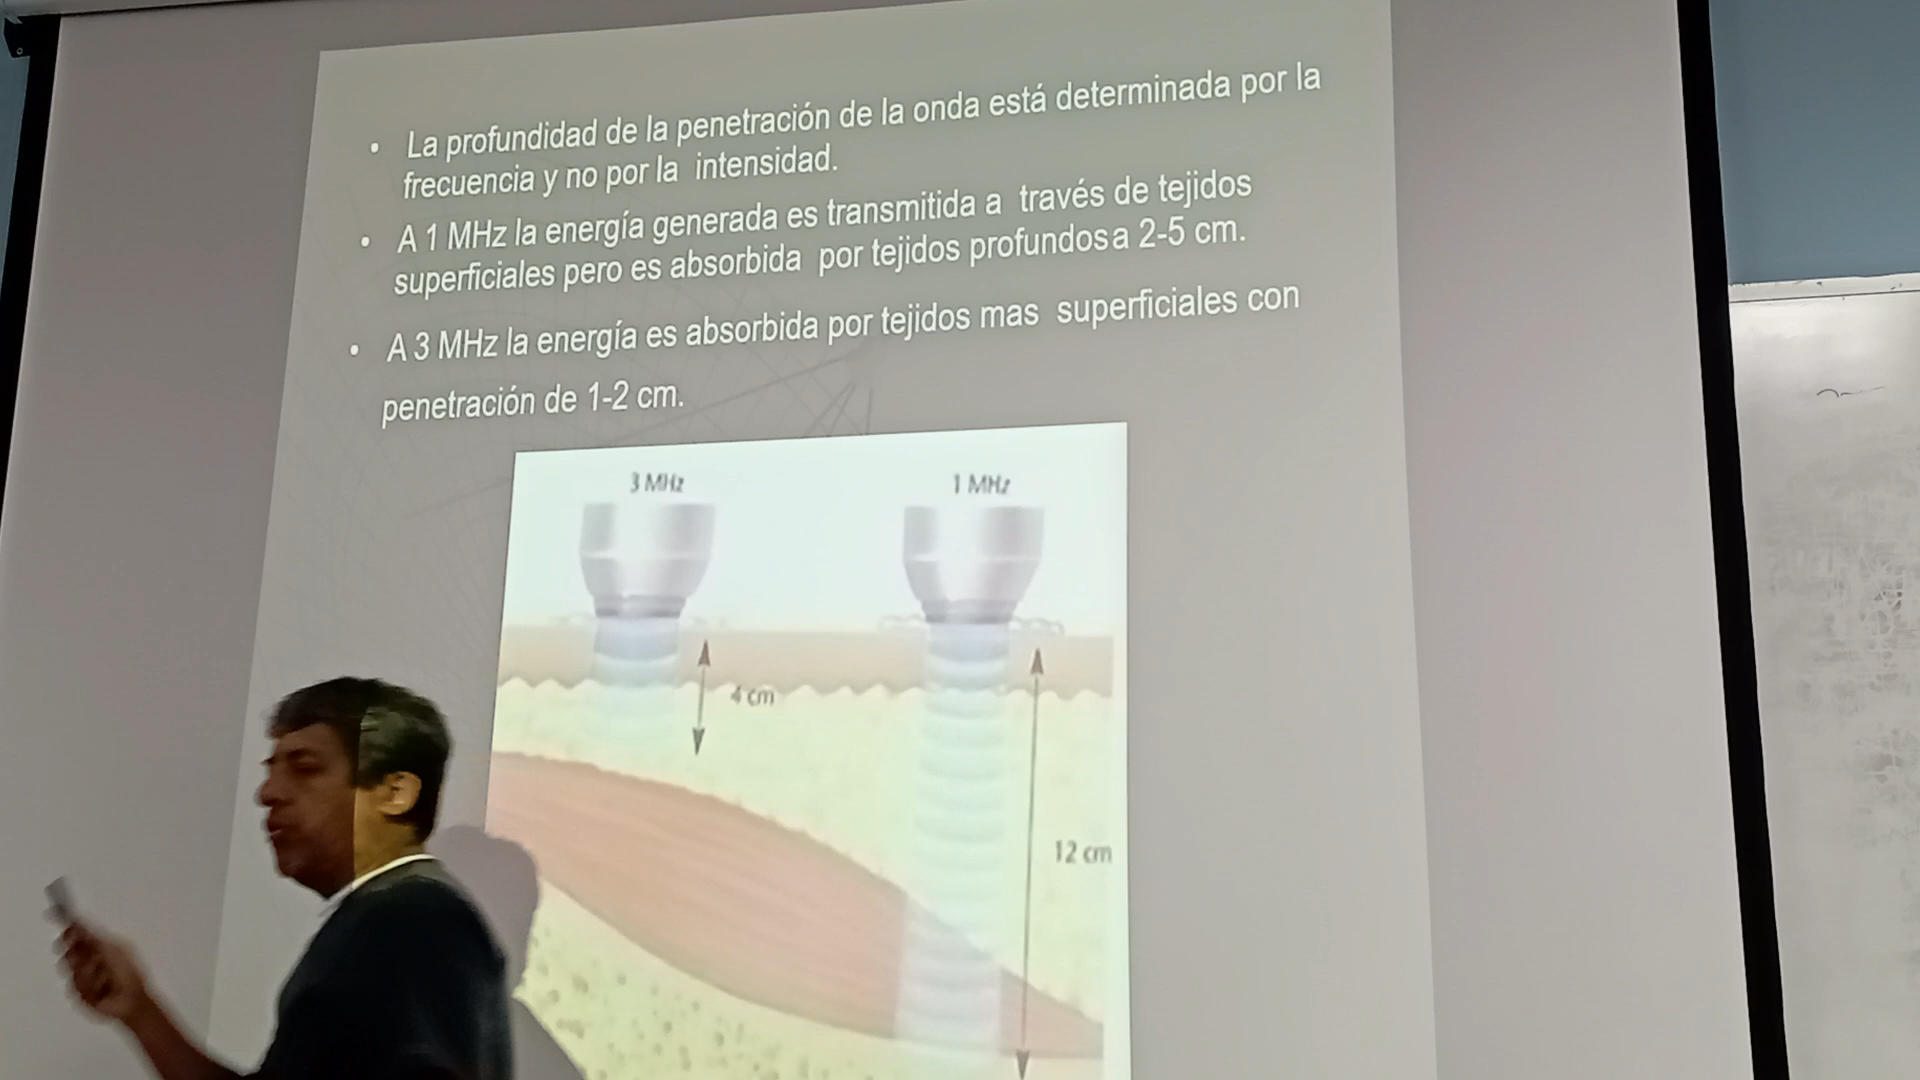 • La profundidad de la penetración de la onda está determinada por la
frecuencia y no por la intensidad.
• A 1 MHz la energía generada es transmitida a través de tejidos
superficiales pero es absorbida por tejidos profundos a 2-5 cm.
• A 3 MHz la energía es absorbida por tejidos mas superficiales con
penetración de 1-2 cm.
3 MHz
1 MHz
4 cm
12 cm